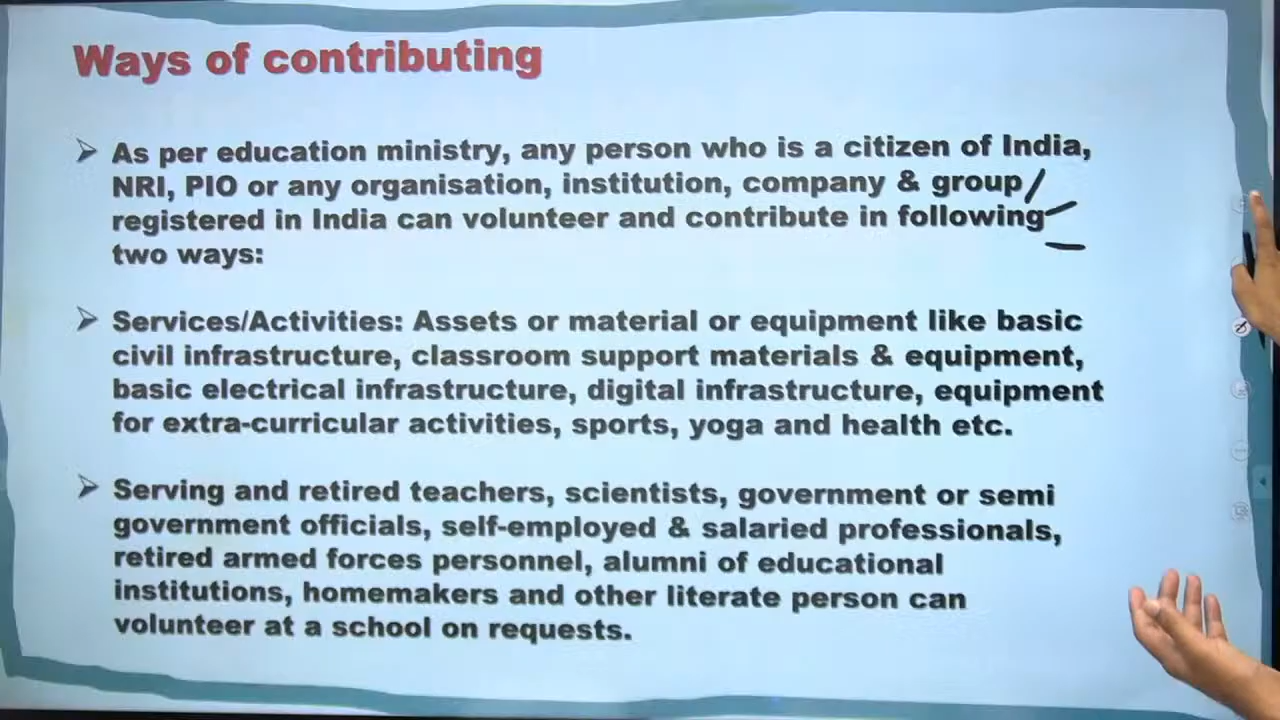 Ways of contributing
As per education ministry, any person who is a citizen of India,
NRI, PIO or any organisation, institution, company & group
registered in India can volunteer and contribute in following
two ways:
Services/Activities: Assets or material or equipment like basic
civil infrastructure, classroom support materials & equipment,
basic electrical infrastructure, digital infrastructure, equipment
for extra-curricular activities, sports, yoga and health etc.
Serving and retired teachers, scientists, government or semi
government officials, self-employed & salaried professionals,
retired armed forces personnel, alumni of educational
institutions, homemakers and other literate person can
volunteer at a school on requests.